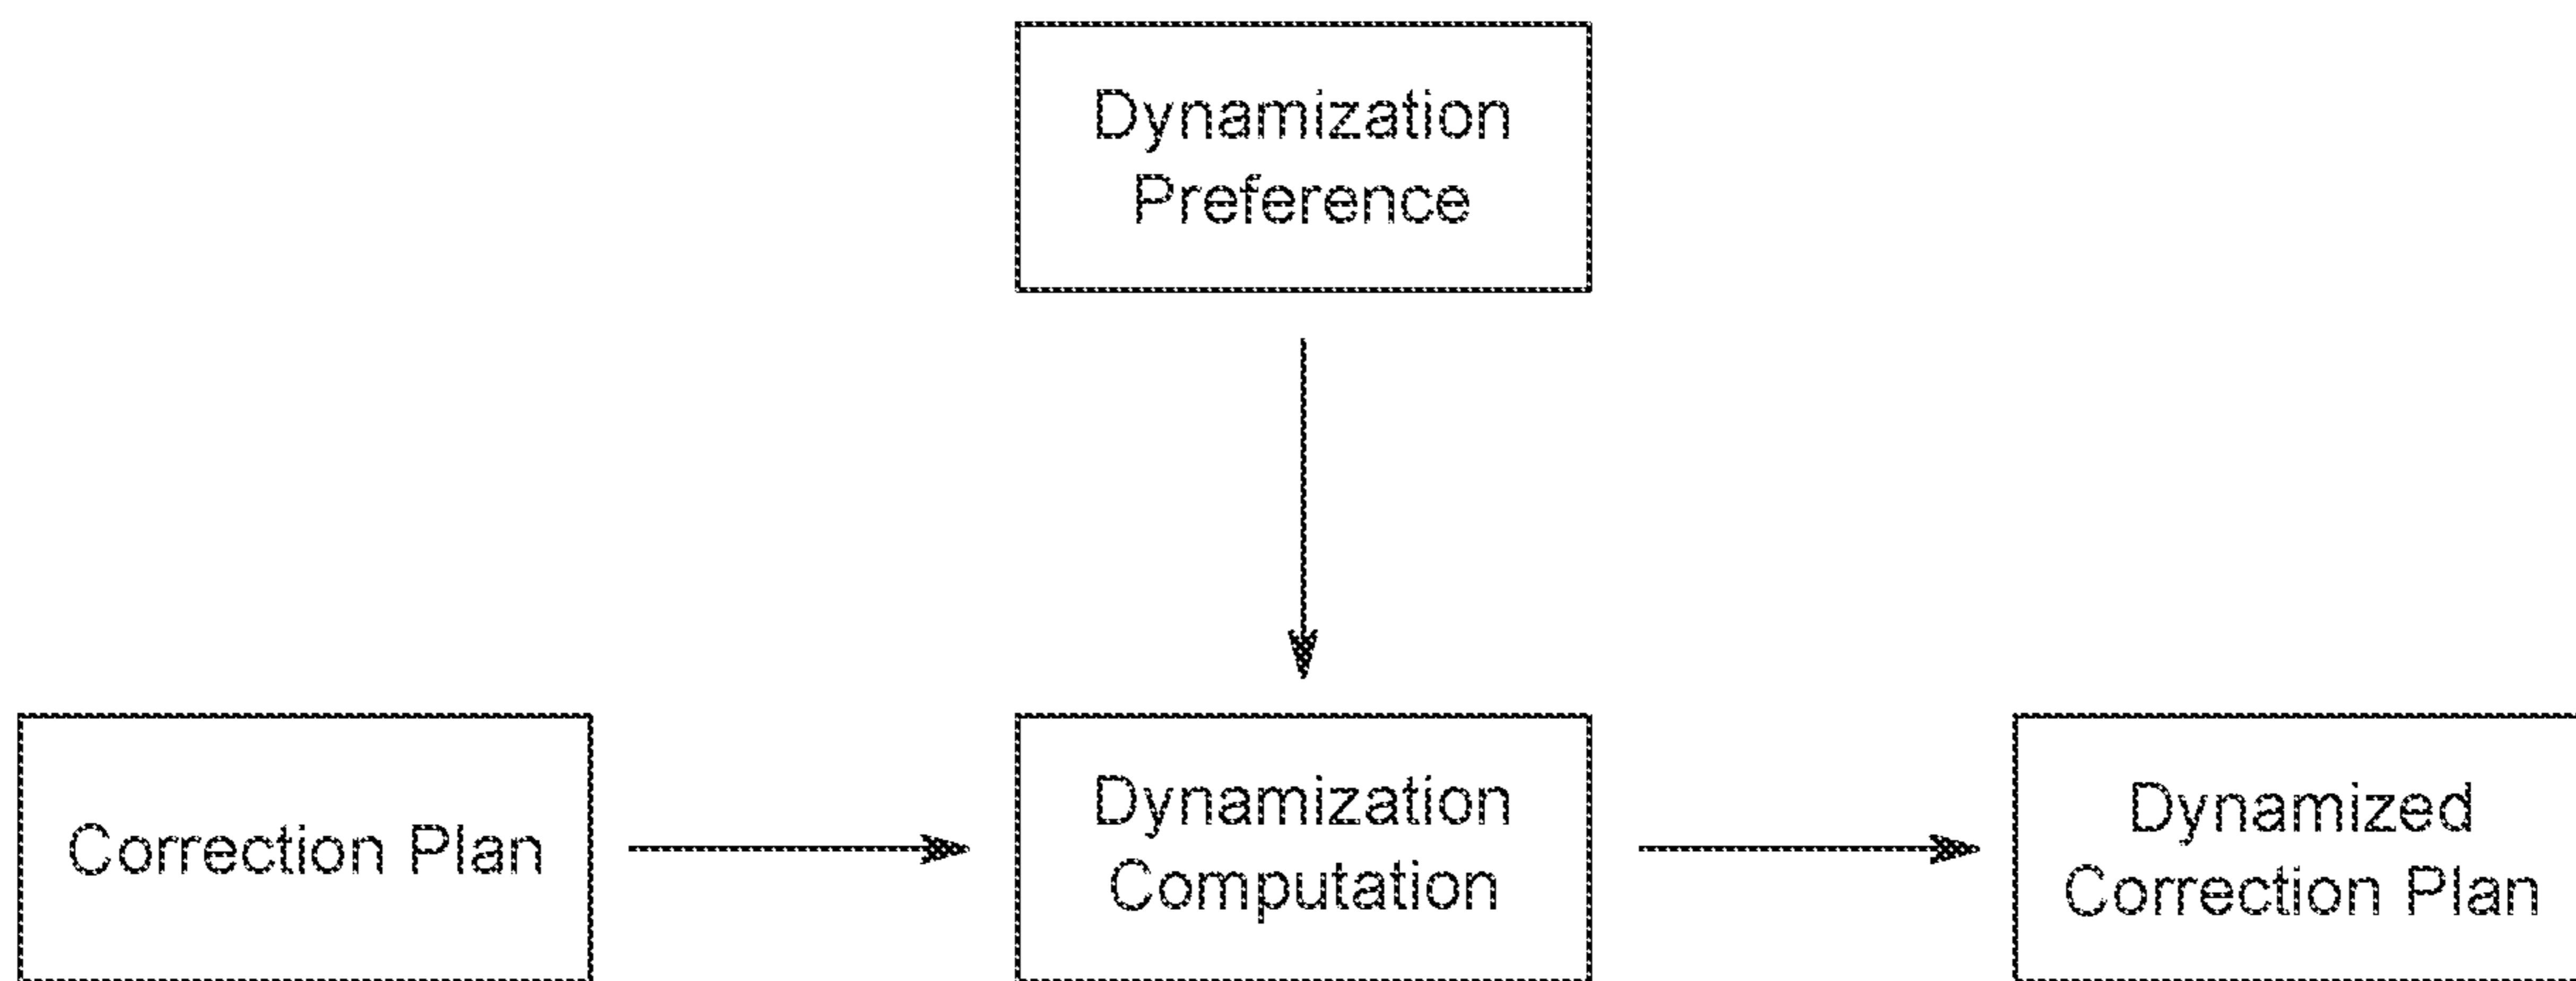 Dynamization
Preference
Correction Plan
Dynamization
Computation
Dynamized
Correction Plan